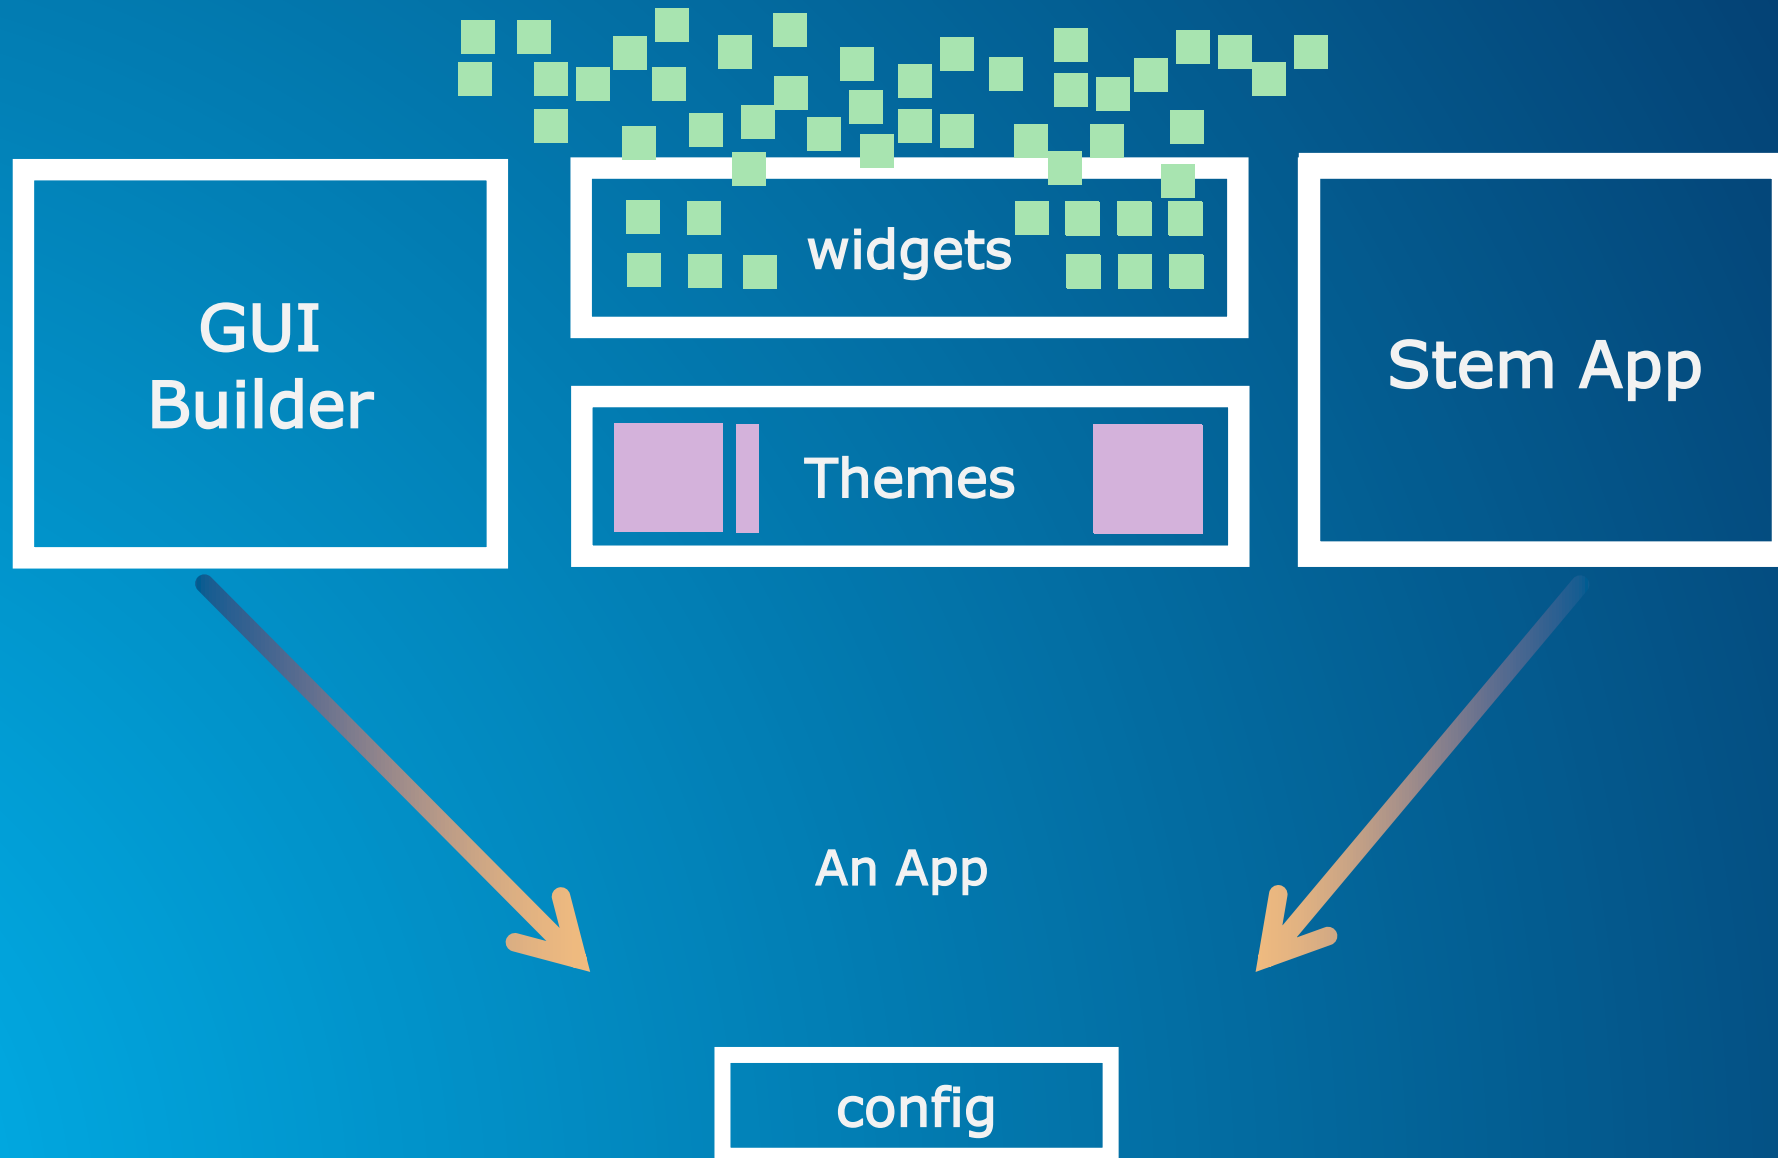 widgets
GUI
Builder
Stem App
Themes
An App
config